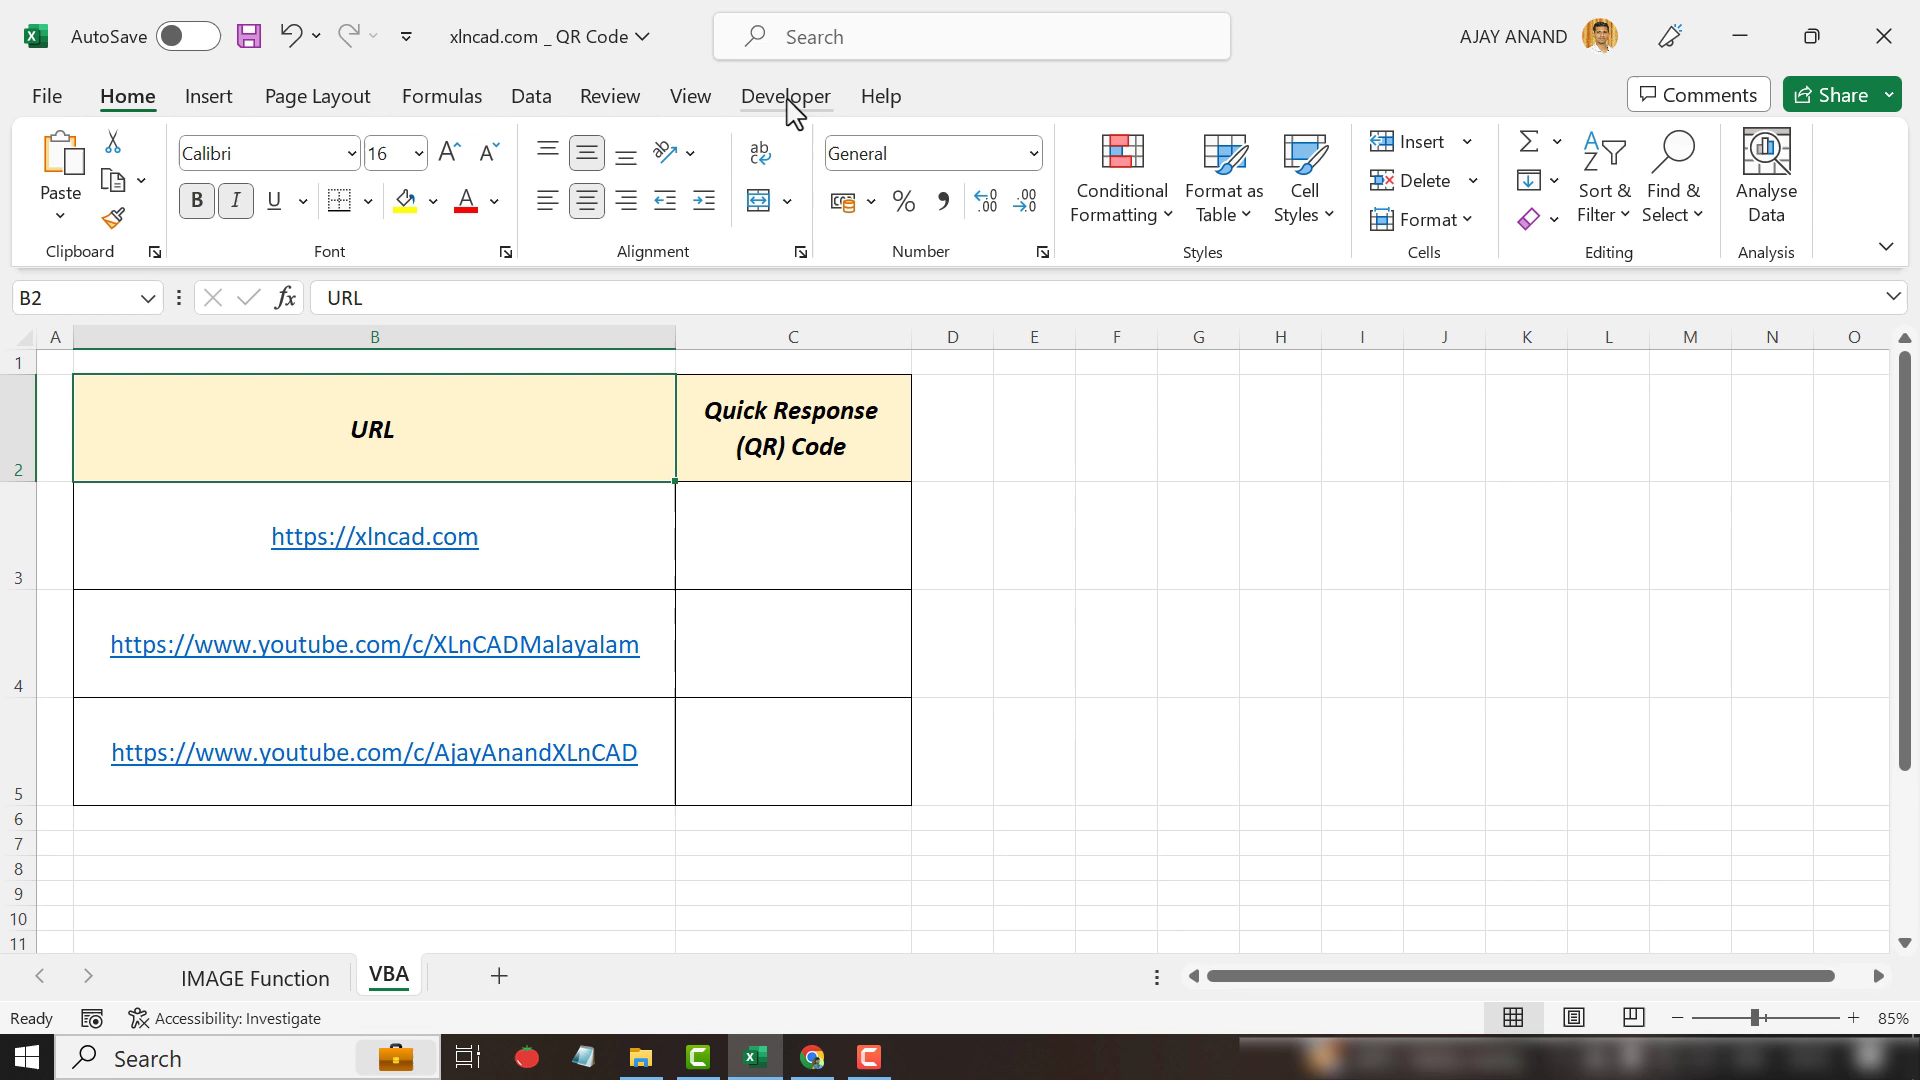 AutoSave
xlncad.com _ QR Code
Search
AJAY ANAND
File Home Insert Page Layout Formulas Data Review View Developer Help
Comments
Share
Paste
Clipboard
Calibri 16
B I U
Font
Alignment
General
Number
Conditional
Formatting
Format as
Table
Cell
Styles
Styles
Insert
Delete
Format
Cells
Sort &
Filter
Find &
Select
Editing
Analyse
Data
Analysis
B2
fx
URL
A B C D E F G H I J K L M N O
1
2
URL
Quick Response
(QR) Code
3
https://xlncad.com
4
https://www.youtube.com/c/XLnCADMalayalam
5
https://www.youtube.com/c/AjayAnandXLnCAD
6
7
8
9
10
11
IMAGE Function VBA
Ready
Accessibility: Investigate
85%
Search